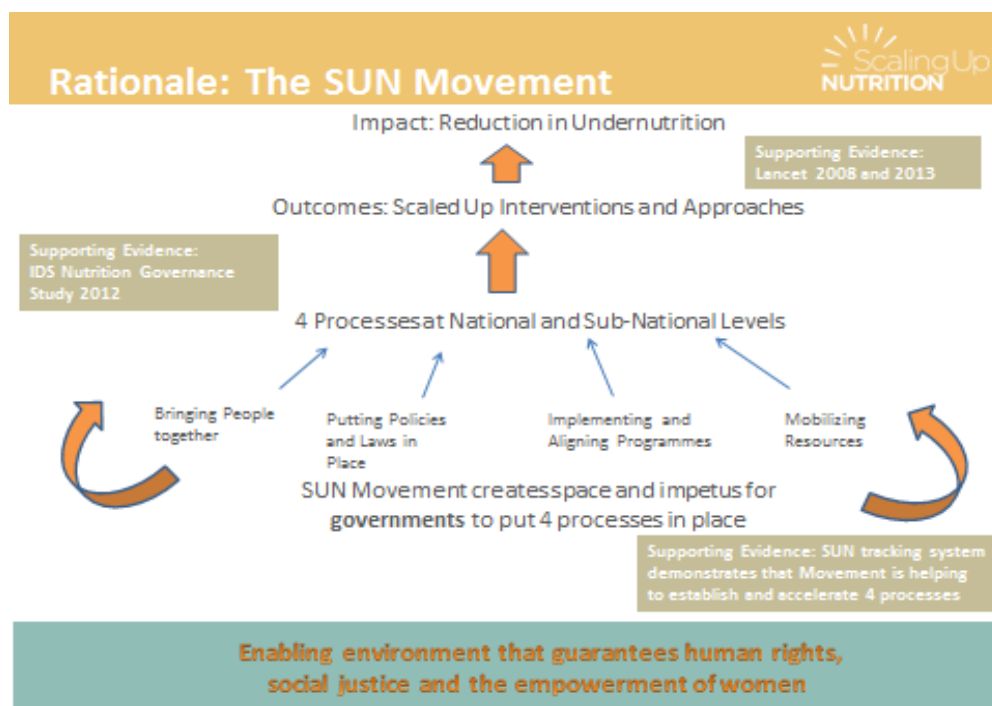 Rationale: The SUN Movement
Scaling Up
NUTRITION
Impact: Reduction in Undernutrition
Supporting Evidence:
Lancet 2008 and 2013
Outcomes: Scaled Up Interventions and Approaches
Supporting Evidence:
IDS Nutrition Governance
Study 2012
4 Processes at National and Sub-National Levels
Bringing People
together
Putting Policies
and Laws in
Place
Implementing and
Aligning Programmes
Mobilizing
Resources
SUN Movement creates space and impetus for
governments to put 4 processes in place
Supporting Evidence: SUN tracking system
demonstrates that Movement is helping
to establish and accelerate 4 processes
Enabling environment that guarantees human rights,
social justice and the empowerment of women